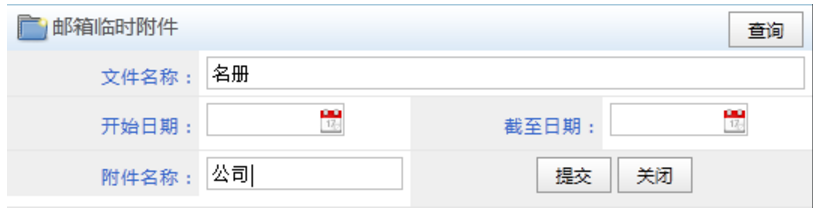 邮箱临时附件 查询
文件名称： 名册
开始日期： 截至日期：
附件名称： 公司 提交 关闭